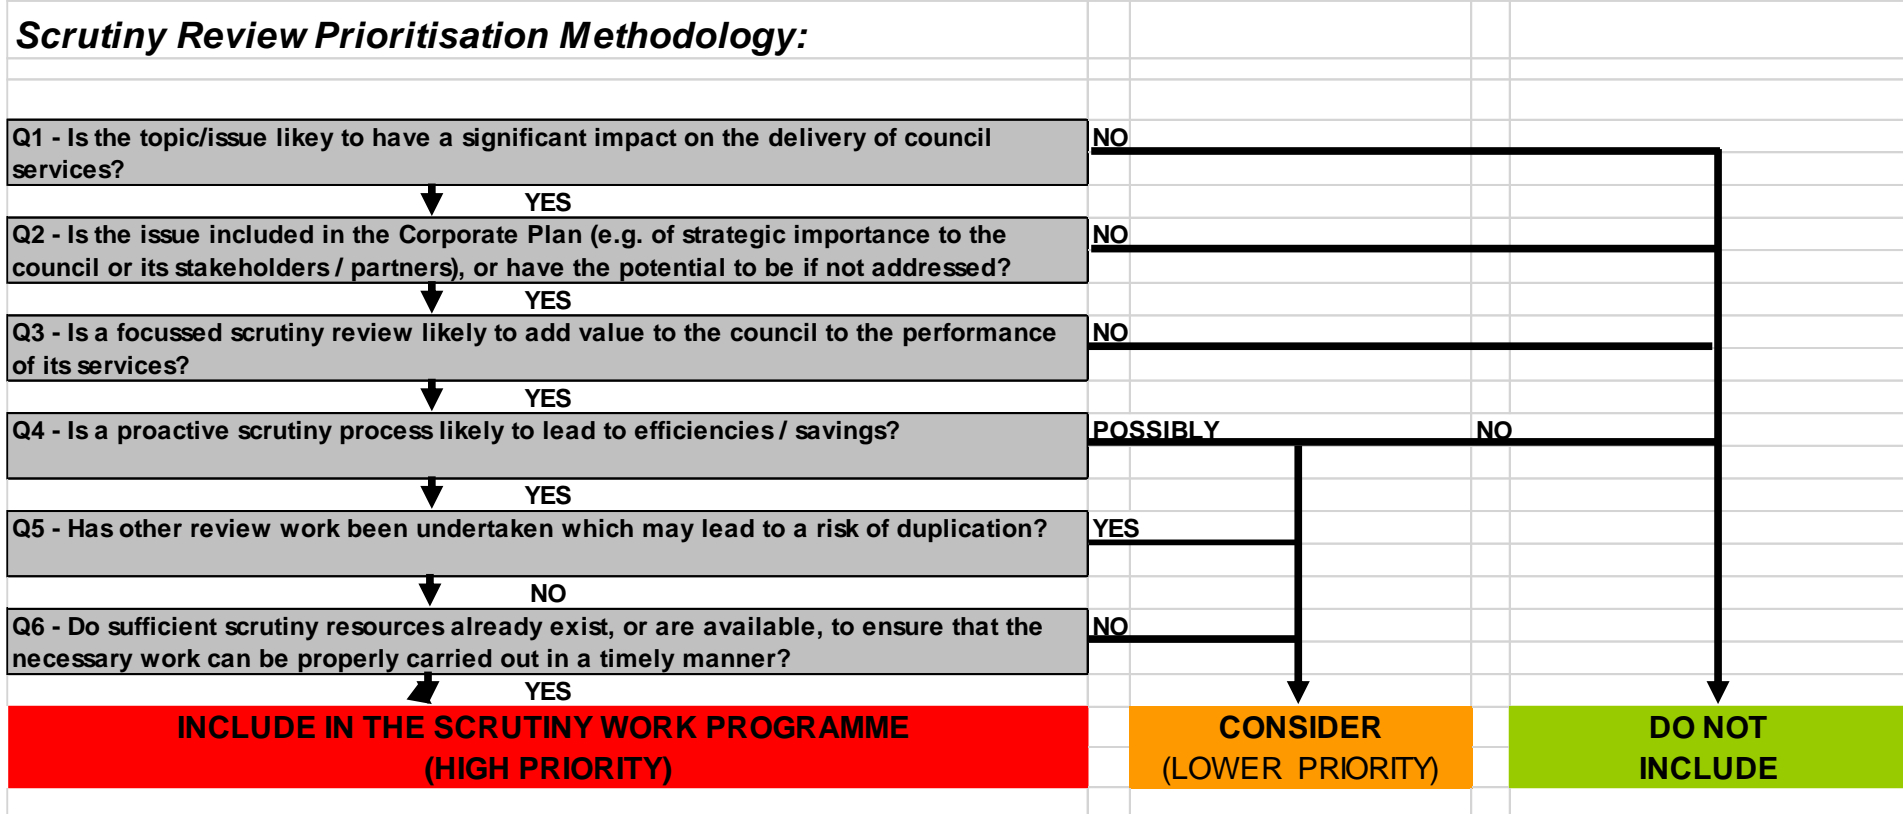 Scrutiny Review Prioritisation Methodology:
Q1 - Is the topic/issue likey to have a significant impact on the delivery of council
services?
NO
YES
Q2 - Is the issue included in the Corporate Plan (e.g. of strategic importance to the
council or its stakeholders / partners), or have the potential to be if not addressed?
NO
YES
Q3 - Is a focussed scrutiny review likely to add value to the council to the performance
of its services?
NO
YES
Q4 - Is a proactive scrutiny process likely to lead to efficiencies / savings?
POSSIBLY
NO
YES
Q5 - Has other review work been undertaken which may lead to a risk of duplication?
YES
NO
Q6 - Do sufficient scrutiny resources already exist, or are available, to ensure that the
necessary work can be properly carried out in a timely manner?
NO
YES
INCLUDE IN THE SCRUTINY WORK PROGRAMME
(HIGH PRIORITY)
CONSIDER
(LOWER PRIORITY)
DO NOT
INCLUDE